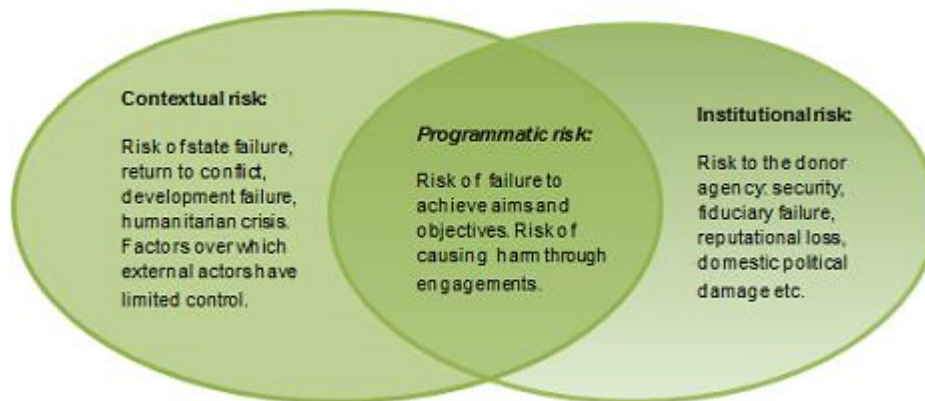 Contextual risk:
Risk of state failure,
return to conflict,
development failure,
humanitarian crisis.
Factors over which
external actors have
limited control.
Programmatic risk:
Risk of failure to
achieve aims and
objectives. Risk of
causing harm through
engagements.
Institutional risk:
Risk to the donor
agency: security,
fiduciary failure,
reputational loss,
domestic political
damage etc.